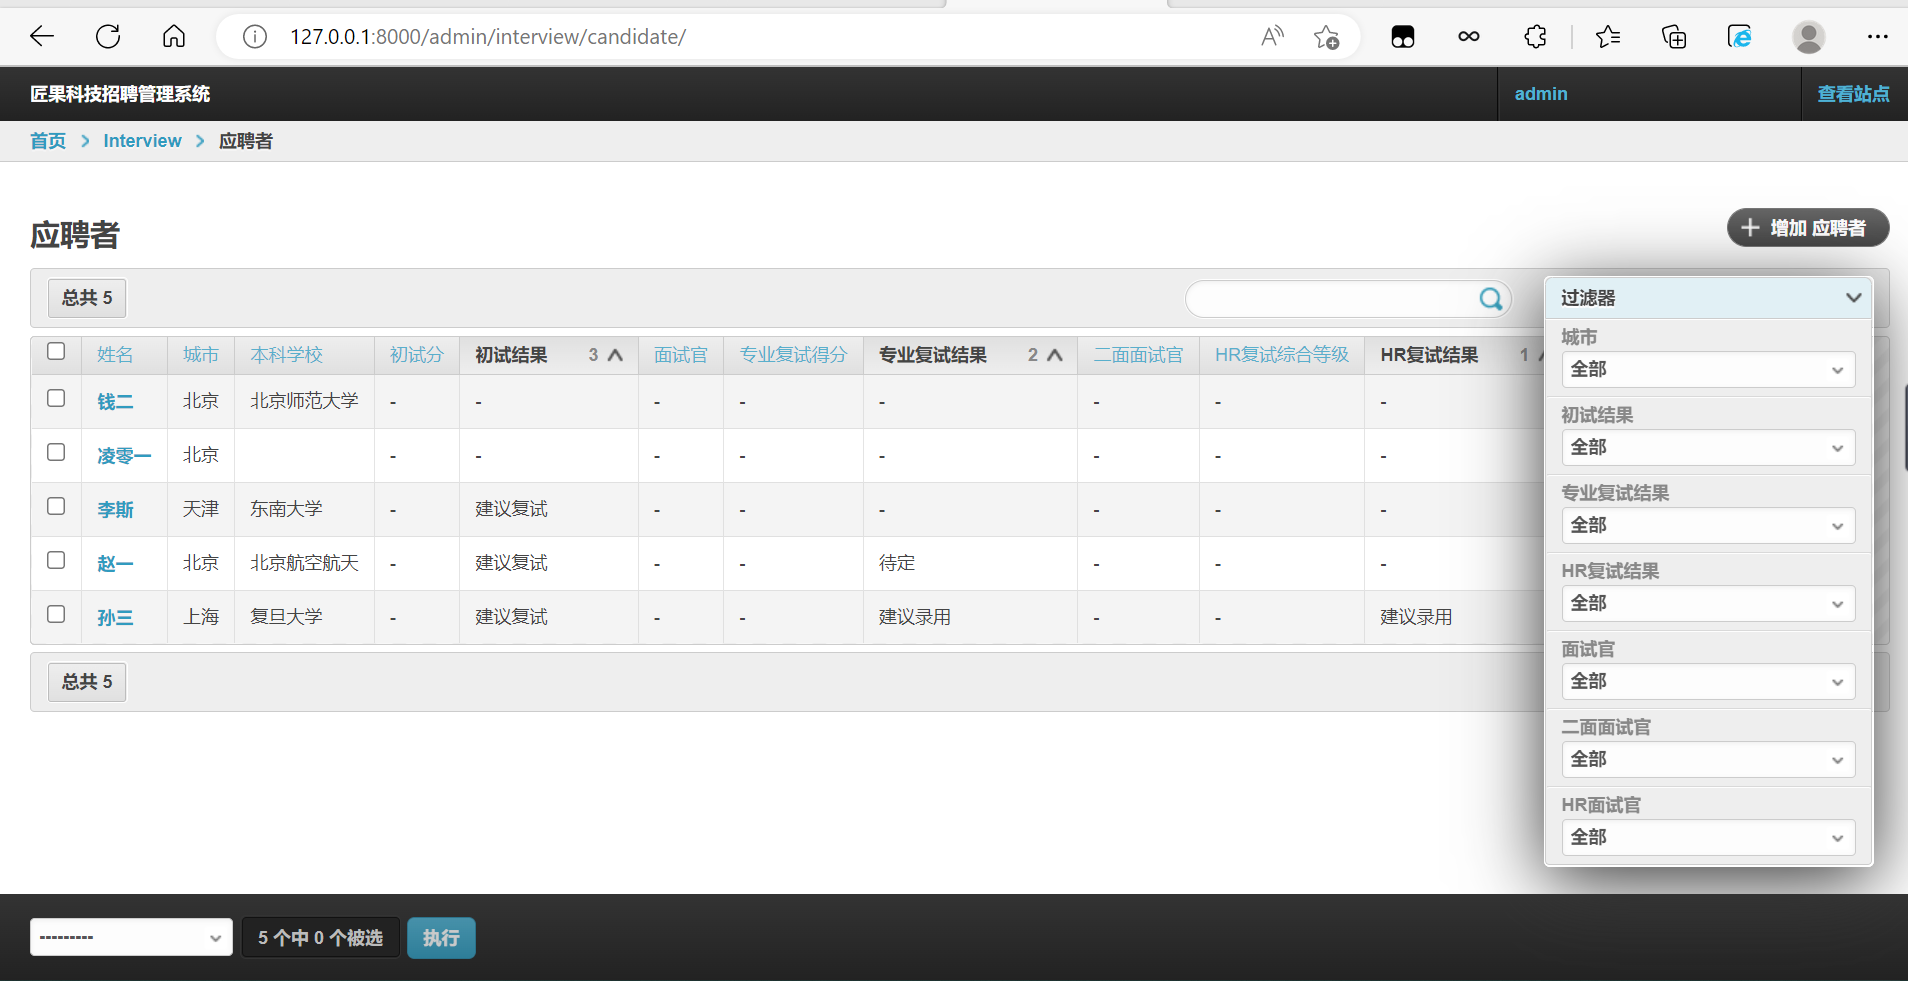 127.0.0.1:8000/admin/interview/candidate/
匠果科技招聘管理系统
admin
查看站点
首页 > Interview > 应聘者
应聘者
增加 应聘者
总共 5
姓名 城市 本科学校 初试分 初试结果 3 面试官 专业复试得分 专业复试结果 2 二面面试官 HR复试综合等级 HR复试结果 1
钱二 北京 北京师范大学 - - - - - - - -
凌零一 北京 - - - - - - - -
李斯 天津 东南大学 - 建议复试 - - - - - -
赵一 北京 北京航空航天 - 建议复试 - - 待定 - - -
孙三 上海 复旦大学 - 建议复试 - - 建议录用 - - 建议录用
总共 5
过滤器
城市
全部
初试结果
全部
专业复试结果
全部
HR复试结果
全部
面试官
全部
二面面试官
全部
HR面试官
全部
---------
5 个中 0 个被选
执行